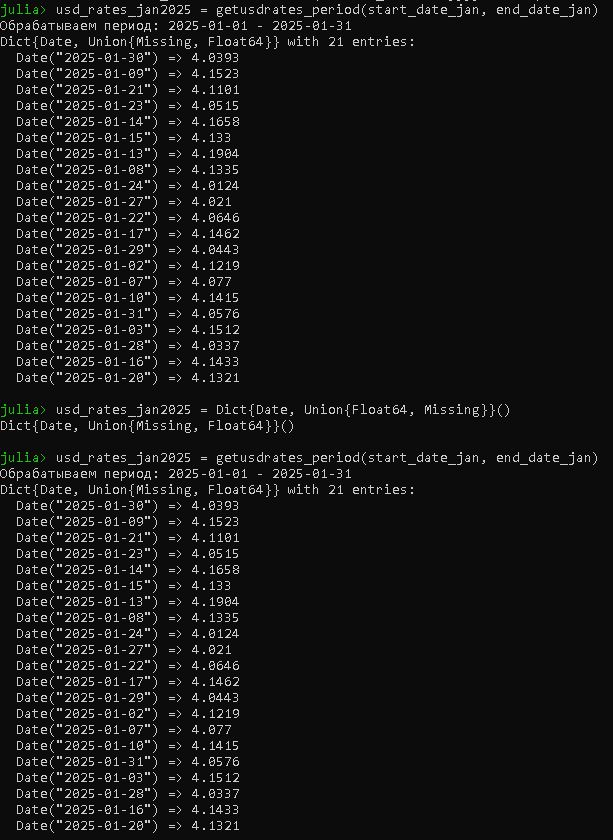 julia> usd_rates_jan2025 = getusdrates_period(start_date_jan, end_date_jan)
Обрабатываем период: 2025-01-01 - 2025-01-31
Dict{Date, Union{Missing, Float64}} with 21 entries:
  Date("2025-01-30") => 4.0393
  Date("2025-01-09") => 4.1523
  Date("2025-01-21") => 4.1101
  Date("2025-01-23") => 4.0515
  Date("2025-01-14") => 4.1658
  Date("2025-01-15") => 4.133
  Date("2025-01-13") => 4.1904
  Date("2025-01-08") => 4.1335
  Date("2025-01-24") => 4.0124
  Date("2025-01-27") => 4.021
  Date("2025-01-22") => 4.0646
  Date("2025-01-17") => 4.1462
  Date("2025-01-29") => 4.0443
  Date("2025-01-02") => 4.1219
  Date("2025-01-07") => 4.077
  Date("2025-01-10") => 4.1415
  Date("2025-01-31") => 4.0576
  Date("2025-01-03") => 4.1512
  Date("2025-01-28") => 4.0337
  Date("2025-01-16") => 4.1433
  Date("2025-01-20") => 4.1321
julia> usd_rates_jan2025 = Dict{Date, Union{Float64, Missing}}()
Dict{Date, Union{Missing, Float64}}()
julia> usd_rates_jan2025 = getusdrates_period(start_date_jan, end_date_jan)
Обрабатываем период: 2025-01-01 - 2025-01-31
Dict{Date, Union{Missing, Float64}} with 21 entries:
  Date("2025-01-30") => 4.0393
  Date("2025-01-09") => 4.1523
  Date("2025-01-21") => 4.1101
  Date("2025-01-23") => 4.0515
  Date("2025-01-14") => 4.1658
  Date("2025-01-15") => 4.133
  Date("2025-01-13") => 4.1904
  Date("2025-01-08") => 4.1335
  Date("2025-01-24") => 4.0124
  Date("2025-01-27") => 4.021
  Date("2025-01-22") => 4.0646
  Date("2025-01-17") => 4.1462
  Date("2025-01-29") => 4.0443
  Date("2025-01-02") => 4.1219
  Date("2025-01-07") => 4.077
  Date("2025-01-10") => 4.1415
  Date("2025-01-31") => 4.0576
  Date("2025-01-03") => 4.1512
  Date("2025-01-28") => 4.0337
  Date("2025-01-16") => 4.1433
  Date("2025-01-20") => 4.1321